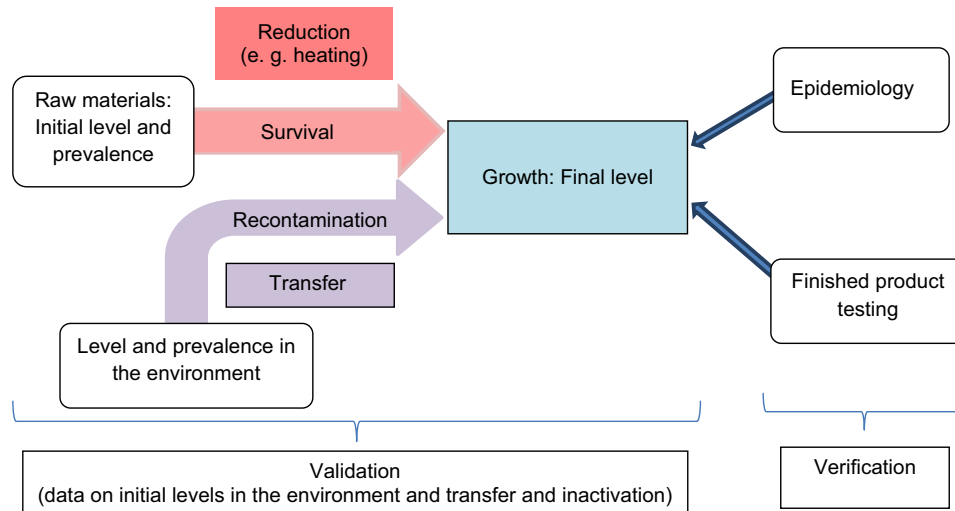 Reduction
(e. g. heating)
Raw materials:
Initial level and
prevalence
Survival
Epidemiology
Growth: Final level
Recontamination
Transfer
Finished product
testing
Level and prevalence in
the environment
Validation
(data on initial levels in the environment and transfer and inactivation)
Verification